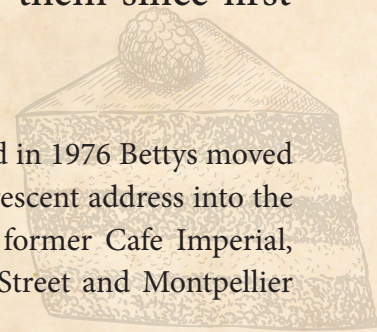 them since first
d in 1976 Bettys moved
escent address into the
former Cafe Imperial,
Street and Montpellier